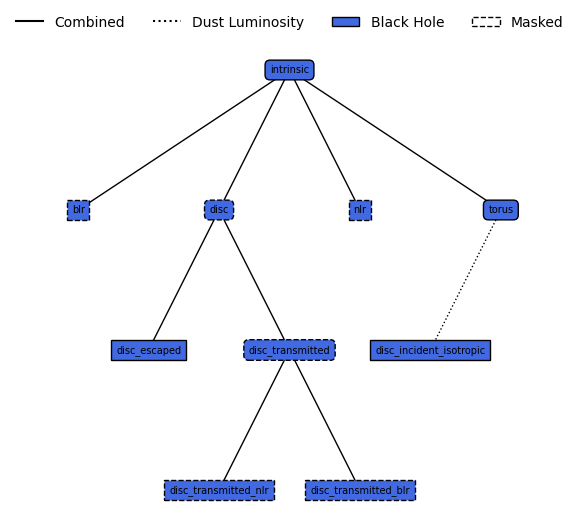 Combined Dust Luminosity Black Hole Masked
intrinsic
blr disc nlr torus
disc_escaped disc_transmitted disc_incident_isotropic
disc_transmitted_nlr disc_transmitted_blr